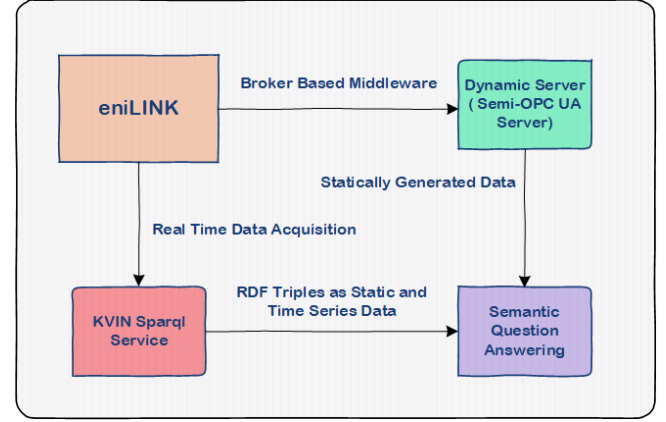 eniLINK
Broker Based Middleware
Dynamic Server
( Semi-OPC UA
Server)
Statically Generated Data
Real Time Data Acquisition
KVIN Sparql
Service
RDF Triples as Static and
Time Series Data
Semantic
Question
Answering